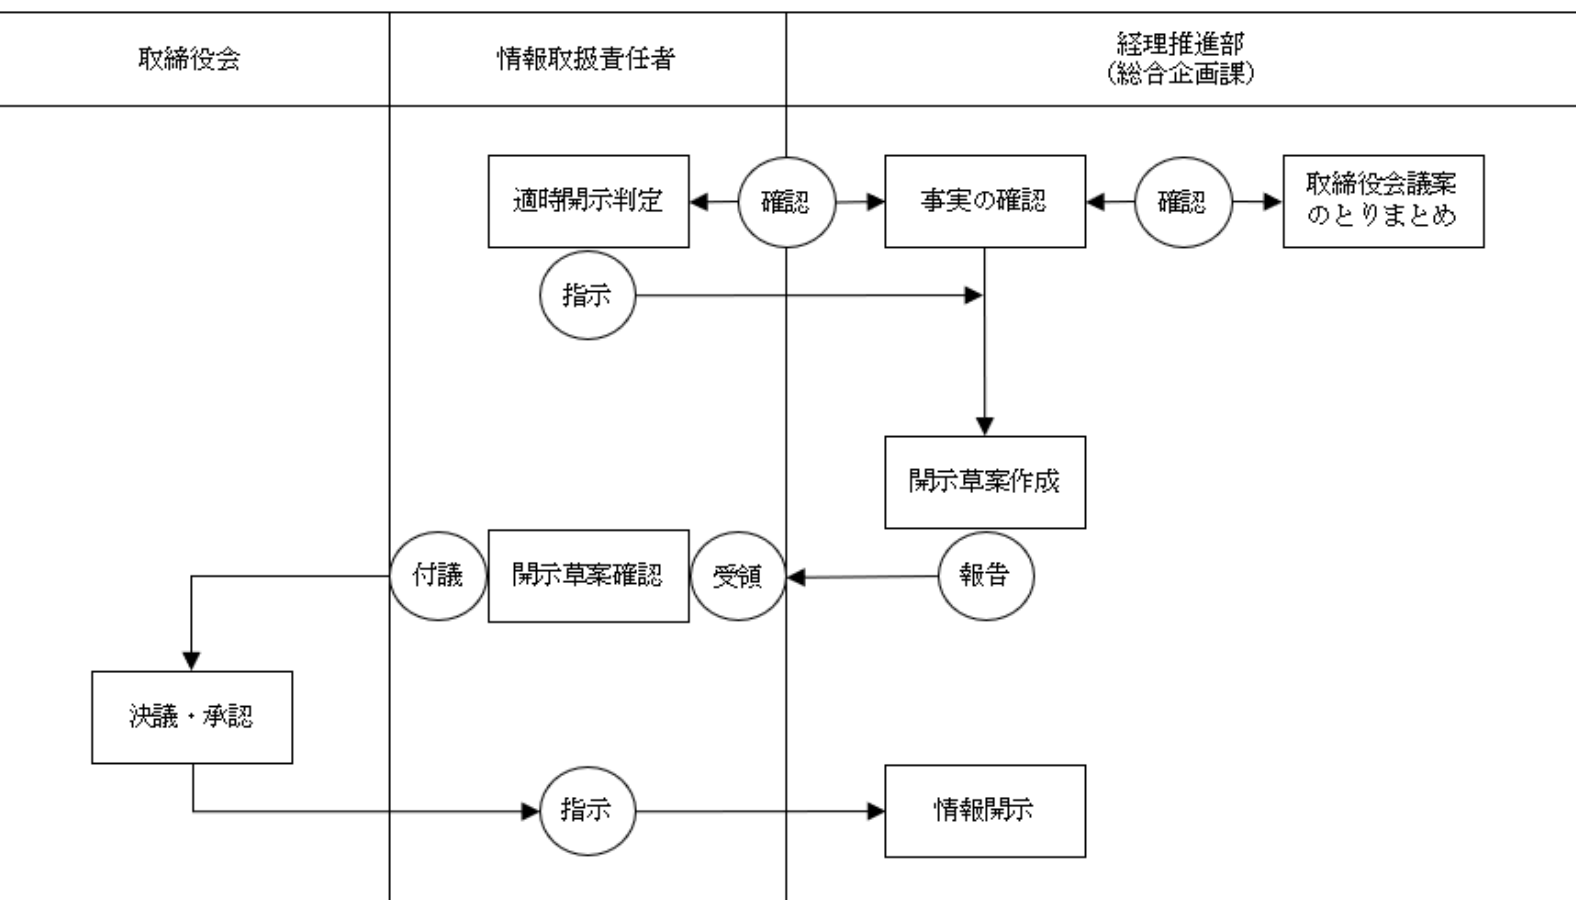 取締役会
情報取扱責任者
経理推進部
（総合企画課）
適時開示判定
確認
事実の確認
確認
取締役会議案
のとりまとめ
指示
開示草案作成
付議
開示草案確認
受領
報告
決議・承認
指示
情報開示